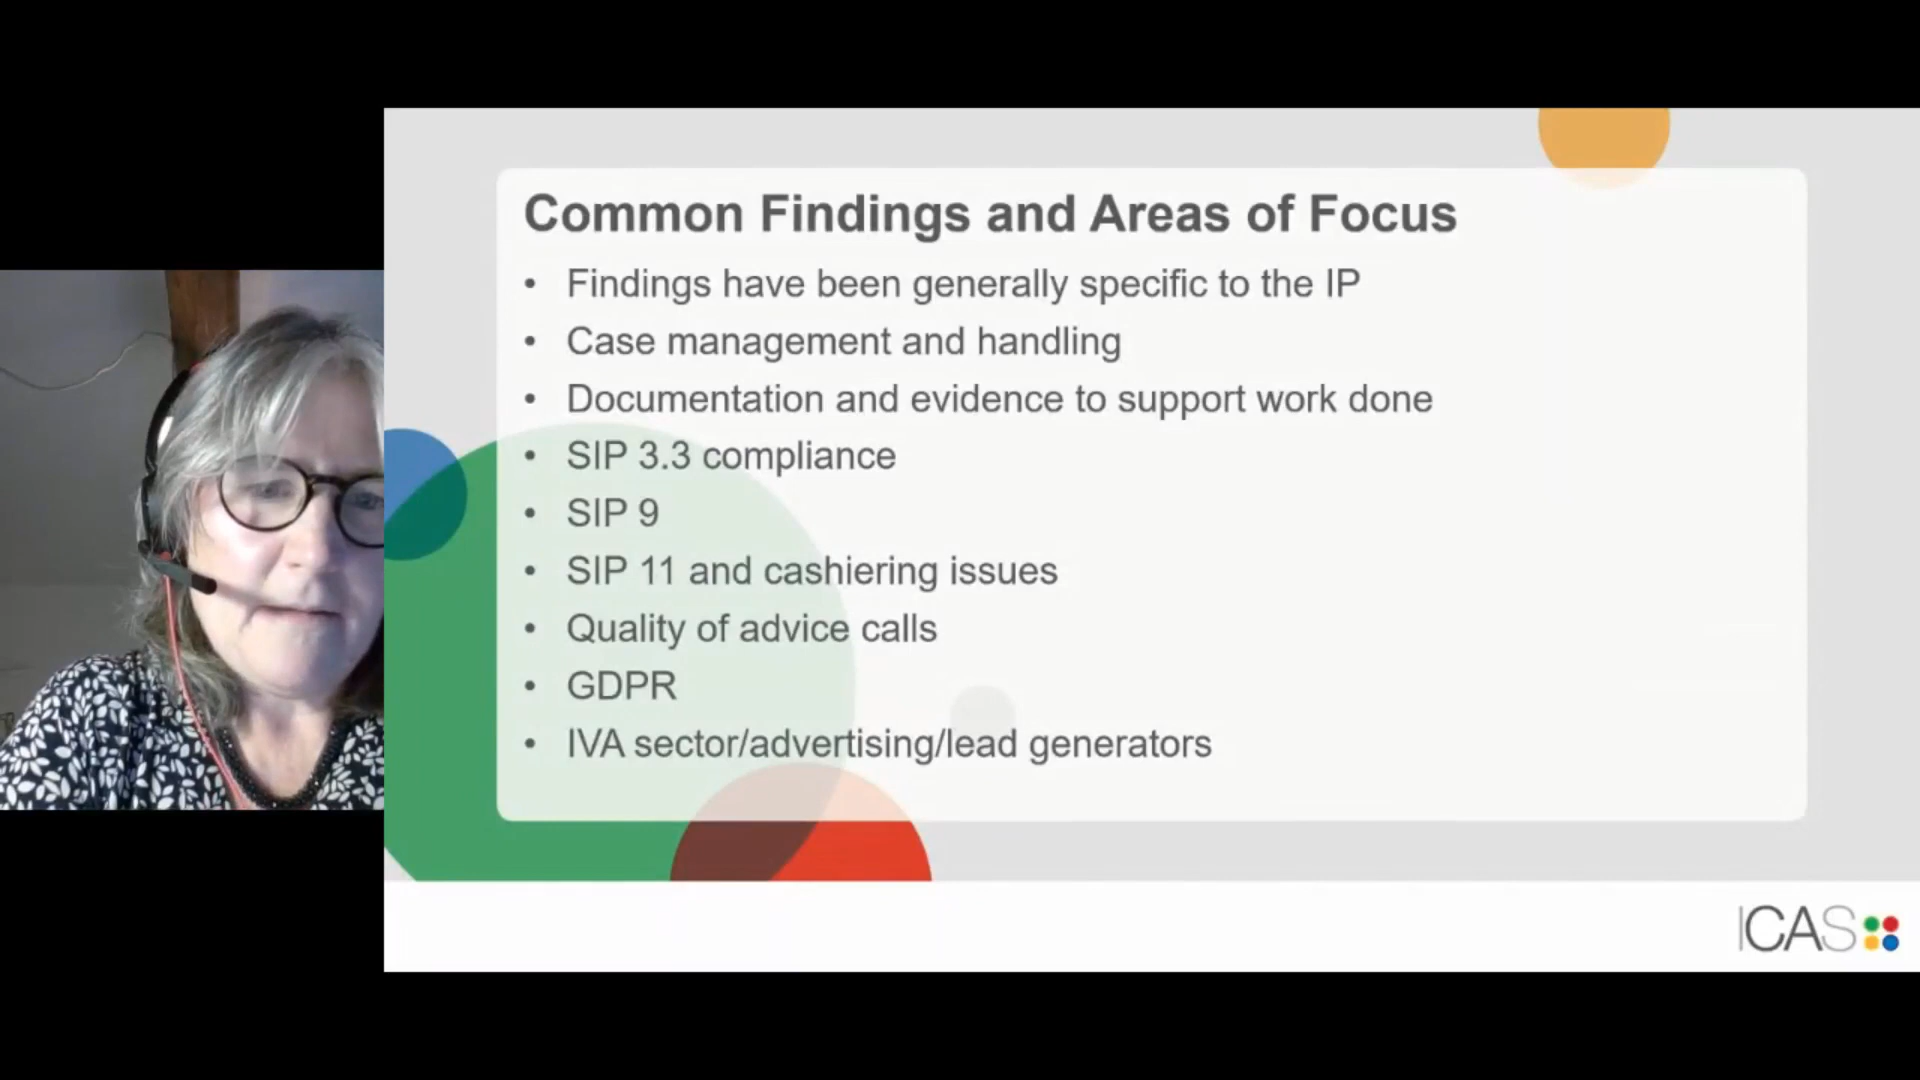 Common Findings and Areas of Focus
• Findings have been generally specific to the IP
• Case management and handling
• Documentation and evidence to support work done
• SIP 3.3 compliance
• SIP 9
• SIP 11 and cashiering issues
• Quality of advice calls
• GDPR
• IVA sector/advertising/lead generators
ICAS